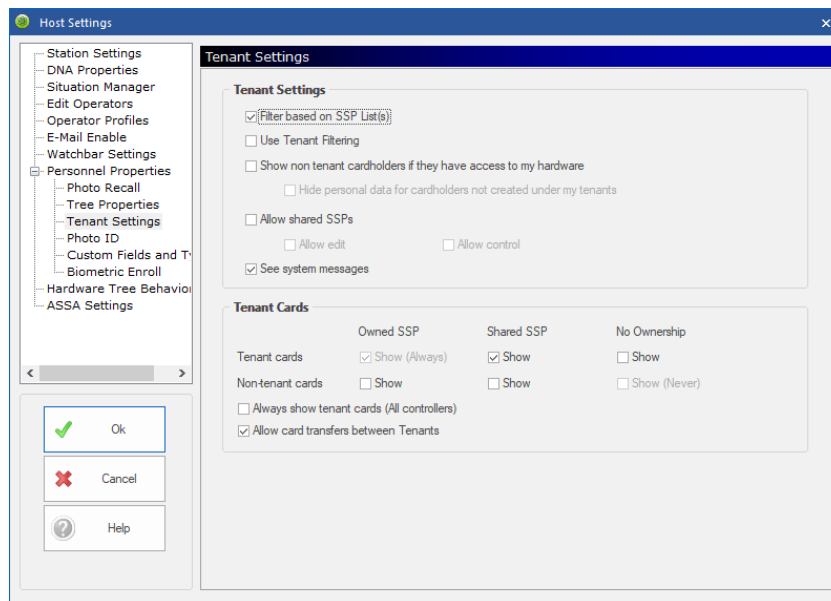 Host Settings
Station Settings
DNA Properties
Situation Manager
Edit Operators
Operator Profiles
E-Mail Enable
Watchbar Settings
Personnel Properties
Photo Recall
Tree Properties
Tenant Settings
Photo ID
Custom Fields and T
Biometric Enroll
Hardware Tree Behavio
ASSA Settings
Ok
Cancel
Help
Tenant Settings
Tenant Settings
Filter based on SSP List(s)
Use Tenant Filtering
Show non tenant cardholders if they have access to my hardware
Hide personal data for cardholders not created under my tenants
Allow shared SSPs
Allow edit Allow control
See system messages
Tenant Cards
Owned SSP Shared SSP No Ownership
Tenant cards Show (Always) Show Show
Non-tenant cards Show Show Show (Never)
Always show tenant cards (All controllers)
Allow card transfers between Tenants